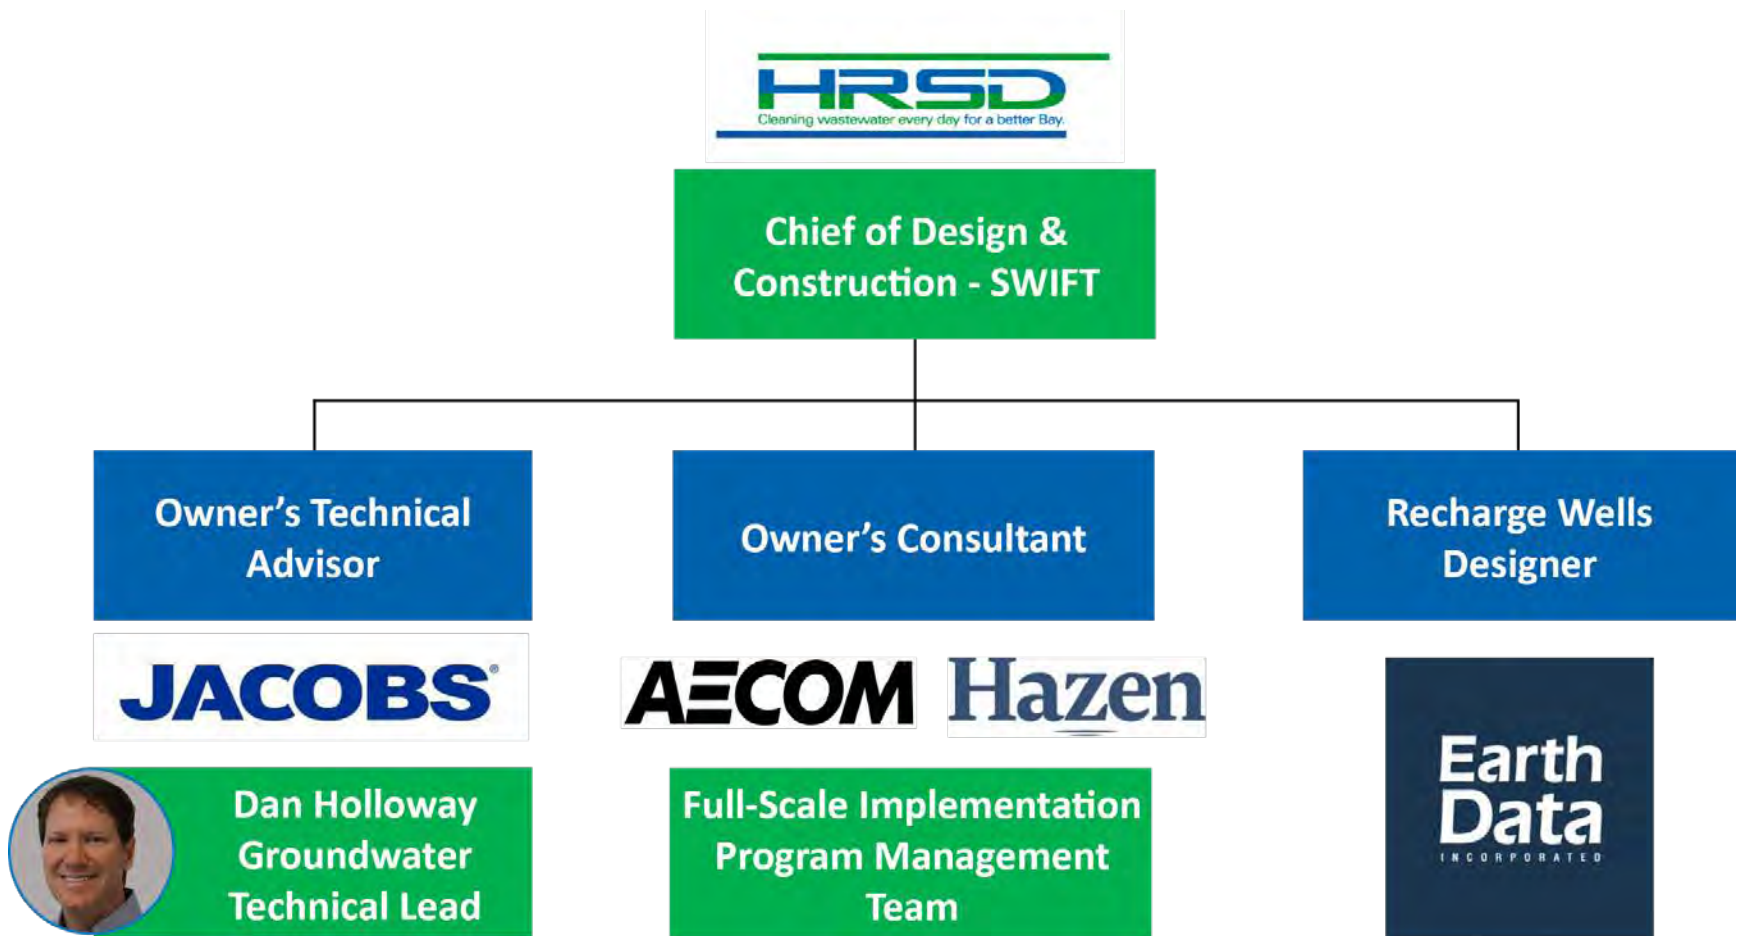 HRSD
Cleaning wastewater every day for a better Bay.
Chief of Design &
Construction - SWIFT
Owner's Technical
Advisor
Owner's Consultant
Recharge Wells
Designer
JACOBS®
AECOM
Hazen
Earth
Data
INCORPORATED
Dan Holloway
Groundwater
Technical Lead
Full-Scale Implementation
Program Management
Team